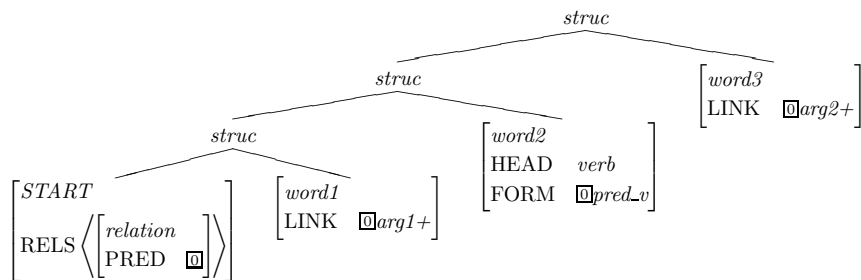 struc
struc
struc
word3
LINK 0 arg2+
word2
HEAD verb
FORM 0 pred_v
START
RELS ⟨[relation
PRED 0]⟩
word1
LINK 0 arg1+